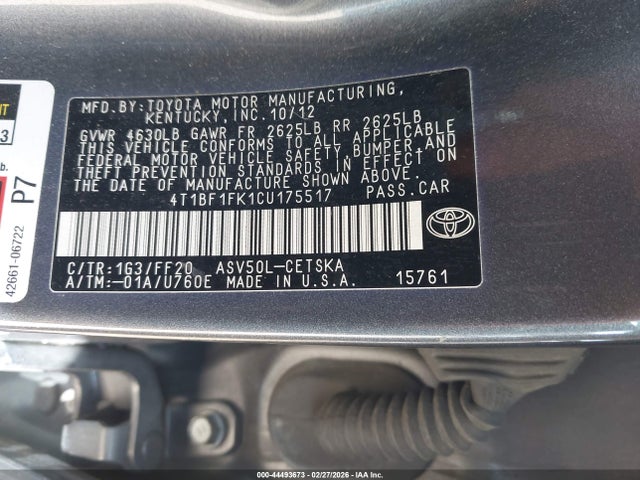 MFD.BY:TOYOTA MOTOR MANUFACTURING,
KENTUCKY,INC.10/12
GVWR 4630LB GAWR FR 2625LB RR 2625LB
THIS VEHICLE CONFORMS TO ALL APPLICABLE
FEDERAL MOTOR VEHICLE SAFETY,BUMPER,AND
THEFT PREVENTION STANDARDS IN EFFECT ON
THE DATE OF MANUFACTURE SHOWN ABOVE.
4T1BF1FK1CU175517 PASS.CAR
C/TR:1G3/FF20 ASV50L-CETSKA
A/TM:-01A/U760E MADE IN U.S.A. 15761
TOYOTA
3
b.
P7
42661-06722
000-44493673 - 02/27/2026 - IAA Inc.